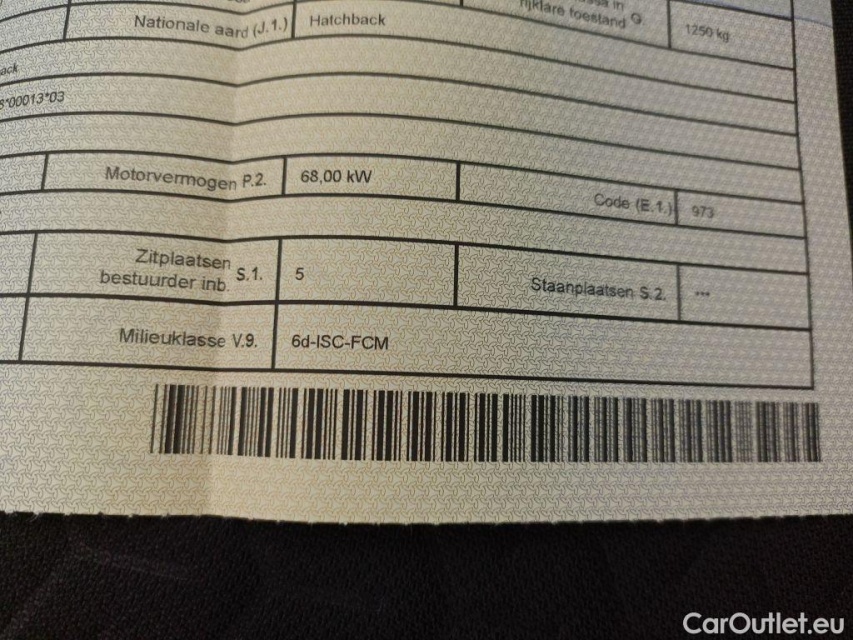 Nationale aard (J.1.) Hatchback rijklare toestand G. 1250 kg
ack
*00013*03
Motorvermogen P.2. 68,00 kW Code (E.1.) 973
Zitplaatsen
bestuurder inb. S.1. 5 Staanplaatsen S.2. ---
Milieuklasse V.9. 6d-ISC-FCM
CarOutlet.eu